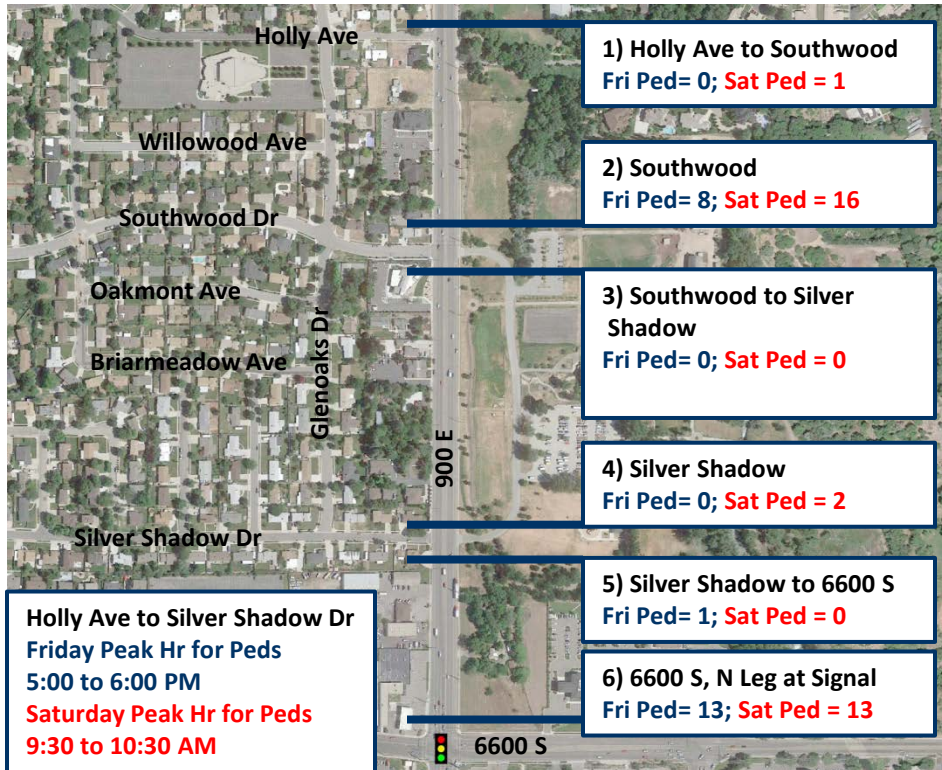 Holly Ave
1) Holly Ave to Southwood
Fri Ped= 0; Sat Ped = 1
Willowood Ave
2) Southwood
Fri Ped= 8; Sat Ped = 16
Southwood Dr
Oakmont Ave
3) Southwood to Silver
Shadow
Fri Ped= 0; Sat Ped = 0
Briarmeadow Ave
Glenoaks Dr
900 E
4) Silver Shadow
Fri Ped= 0; Sat Ped = 2
Silver Shadow Dr
5) Silver Shadow to 6600 S
Fri Ped= 1; Sat Ped = 0
Holly Ave to Silver Shadow Dr
Friday Peak Hr for Peds
5:00 to 6:00 PM
Saturday Peak Hr for Peds
9:30 to 10:30 AM
6) 6600 S, N Leg at Signal
Fri Ped= 13; Sat Ped = 13
6600 S